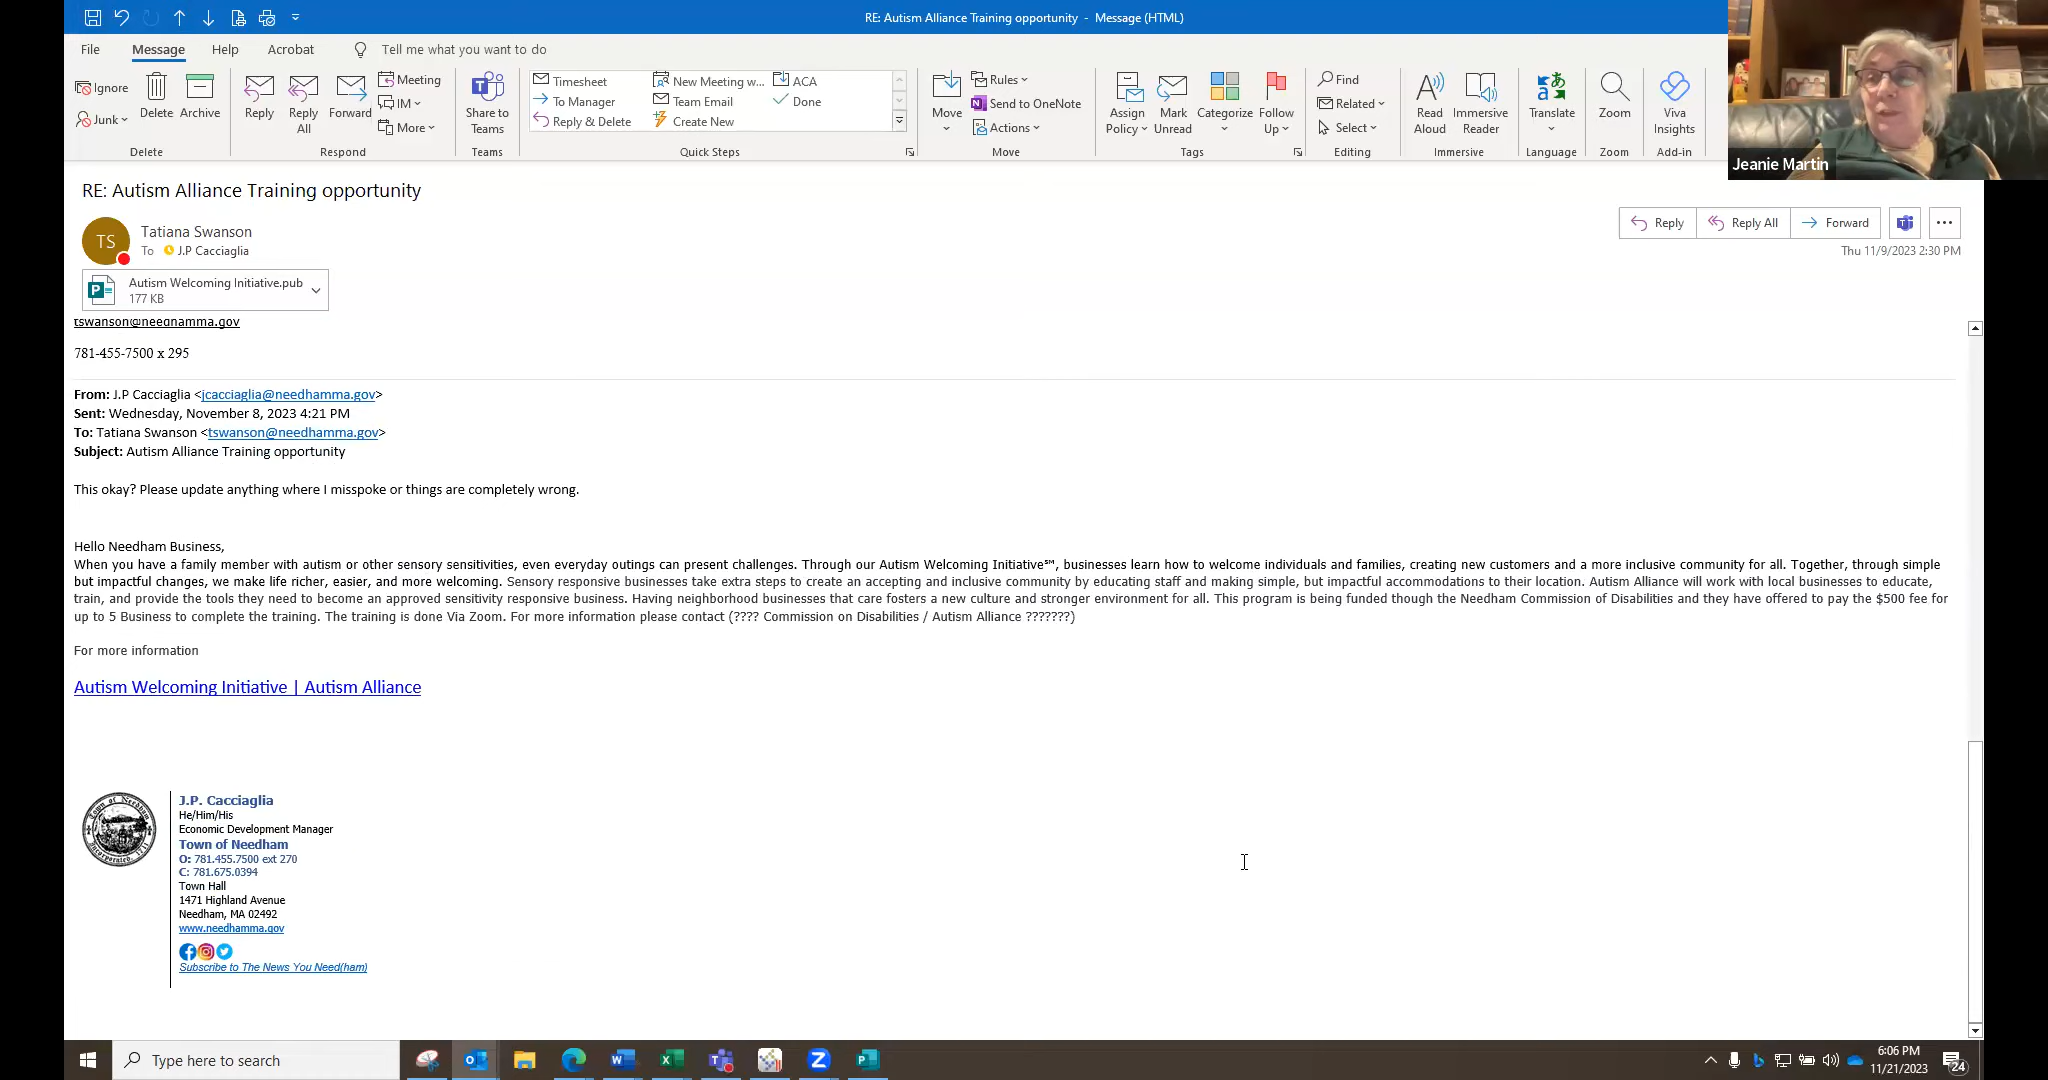 RE: Autism Alliance Training opportunity - Message (HTML)
File Message Help Acrobat Tell me what you want to do
Ignore
Junk
Delete
Archive
Delete
Reply
Reply All
Forward
Meeting
IM
More
Respond
Share to Teams
Teams
Timesheet
To Manager
Reply & Delete
New Meeting w...
Team Email
Create New
ACA
Done
Quick Steps
Move
Rules
Send to OneNote
Actions
Move
Assign Policy
Mark Unread
Categorize
Follow Up
Tags
Find
Related
Select
Editing
Read Aloud
Immersive Reader
Immersive
Translate
Language
Zoom
Zoom
Viva Insights
Add-in
Jeanie Martin
RE: Autism Alliance Training opportunity
TS
Tatiana Swanson
To J.P Cacciaglia
Reply Reply All Forward
Thu 11/9/2023 2:30 PM
Autism Welcoming Initiative.pub
177 KB
tswanson@needhamma.gov
781-455-7500 x 295
From: J.P Cacciaglia <jcacciaglia@needhamma.gov>
Sent: Wednesday, November 8, 2023 4:21 PM
To: Tatiana Swanson <tswanson@needhamma.gov>
Subject: Autism Alliance Training opportunity
This okay? Please update anything where I misspoke or things are completely wrong.
Hello Needham Business,
When you have a family member with autism or other sensory sensitivities, even everyday outings can present challenges. Through our Autism Welcoming Initiative℠, businesses learn how to welcome individuals and families, creating new customers and a more inclusive community for all. Together, through simple
but impactful changes, we make life richer, easier, and more welcoming. Sensory responsive businesses take extra steps to create an accepting and inclusive community by educating staff and making simple, but impactful accommodations to their location. Autism Alliance will work with local businesses to educate,
train, and provide the tools they need to become an approved sensitivity responsive business. Having neighborhood businesses that care fosters a new culture and stronger environment for all. This program is being funded though the Needham Commission of Disabilities and they have offered to pay the $500 fee for
up to 5 Business to complete the training. The training is done Via Zoom. For more information please contact (???? Commission on Disabilities / Autism Alliance ???????)
For more information
Autism Welcoming Initiative | Autism Alliance
J.P. Cacciaglia
He/Him/His
Economic Development Manager
Town of Needham
O: 781.455.7500 ext 270
C: 781.675.0394
Town Hall
1471 Highland Avenue
Needham, MA 02492
www.needhamma.gov
Subscribe to The News You Need(ham)
Type here to search
6:06 PM
11/21/2023
24